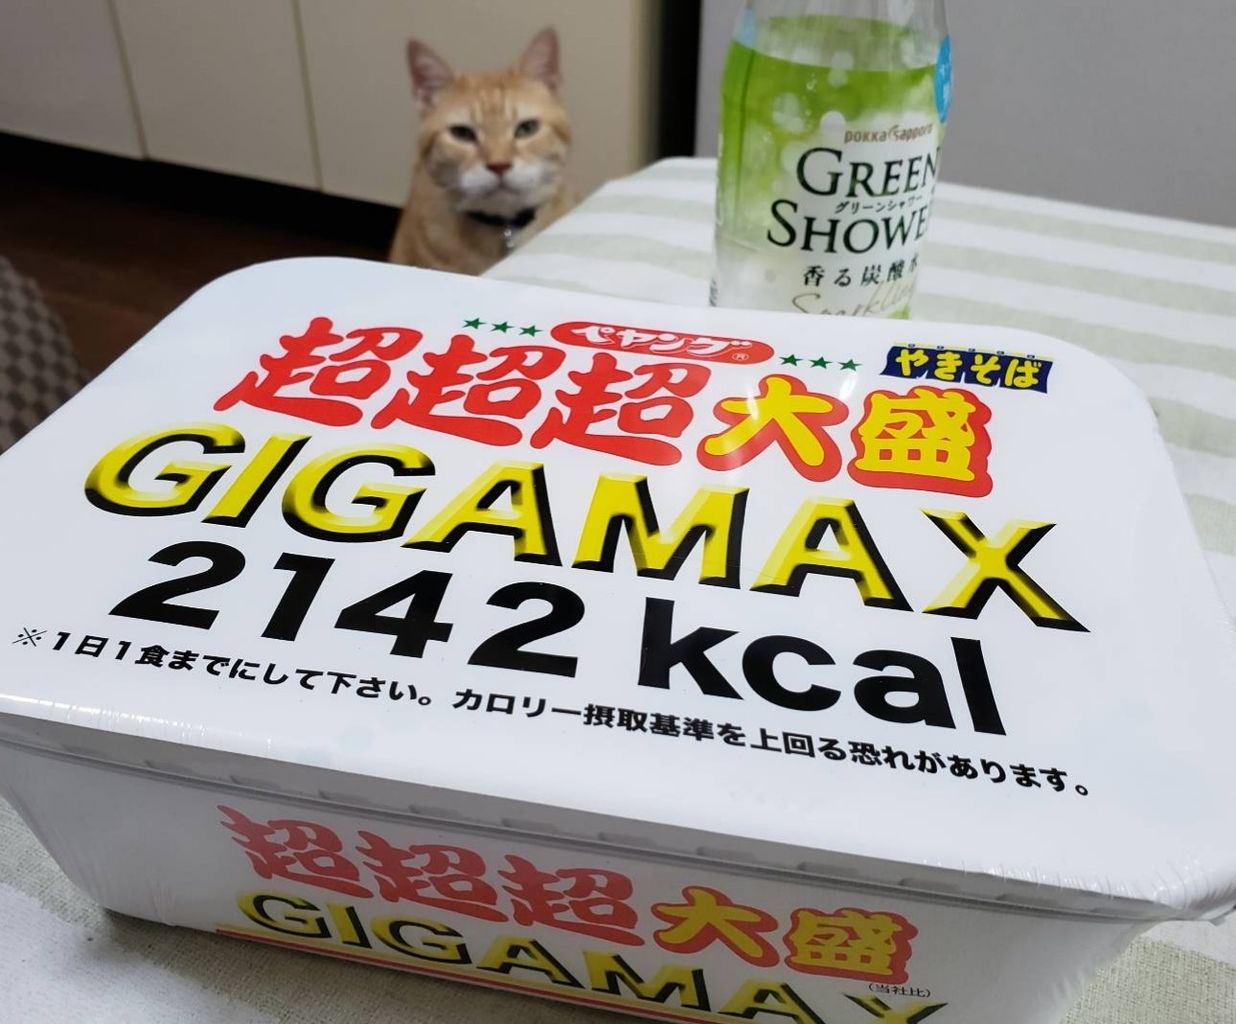 pokka sapporo
GREEN
グリーンシャワー
SHOWE
香る炭酸水
Sparkling
ペヤング®
やきそば
超超超大盛
GIGAMAX
2142 kcal
※1日1食までにして下さい。カロリー摂取基準を上回る恐れがあります。
超超超大盛
(当社比)
GIGAMAX